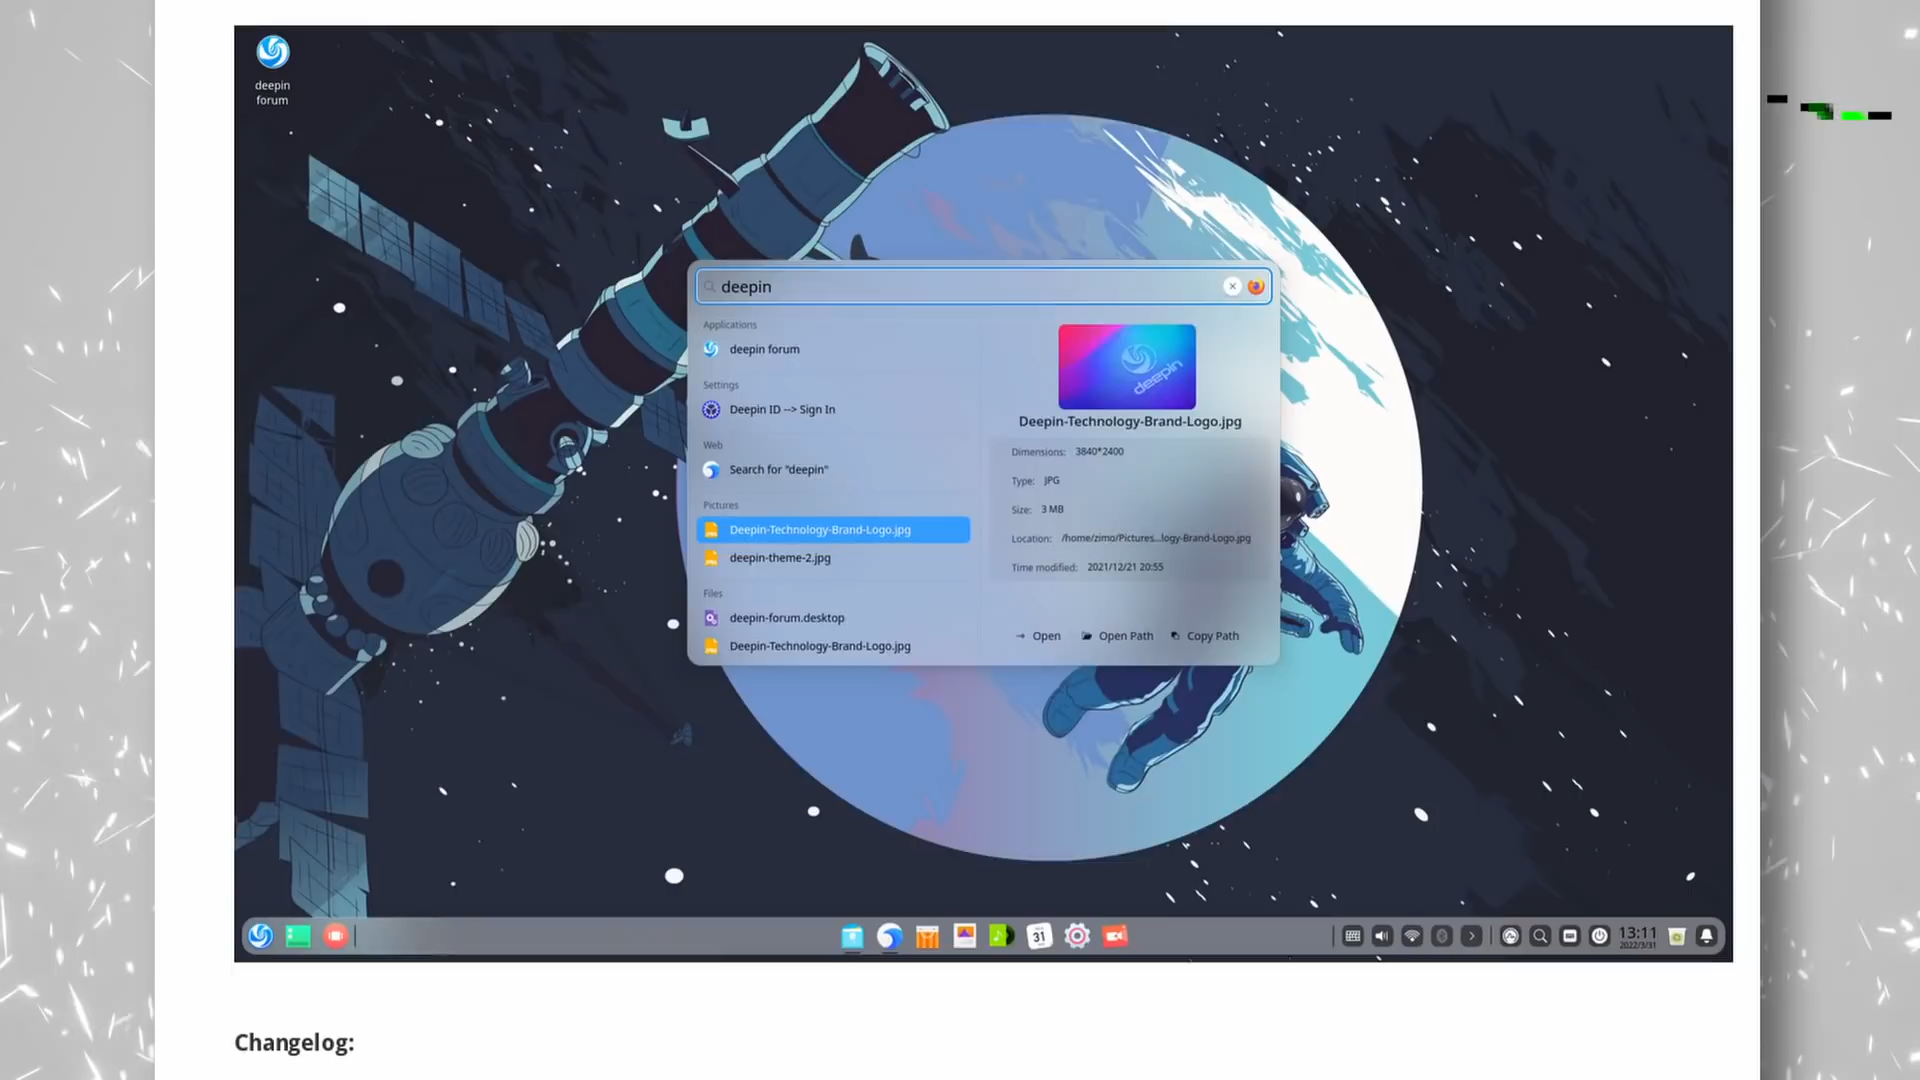 deepin
forum
deepin
Applications
deepin forum
Settings
Deepin ID --> Sign In
Web
Search for "deepin"
Pictures
Deepin-Technology-Brand-Logo.jpg
deepin-theme-2.jpg
Files
deepin-forum.desktop
Deepin-Technology-Brand-Logo.jpg
deepin
Deepin-Technology-Brand-Logo.jpg
Dimensions: 3840*2400
Type: JPG
Size: 3 MB
Location: /home/zimo/Pictures...logy-Brand-Logo.jpg
Time modified: 2021/12/21 20:55
Open Open Path Copy Path
31
13:11
2022/3/31
Changelog: